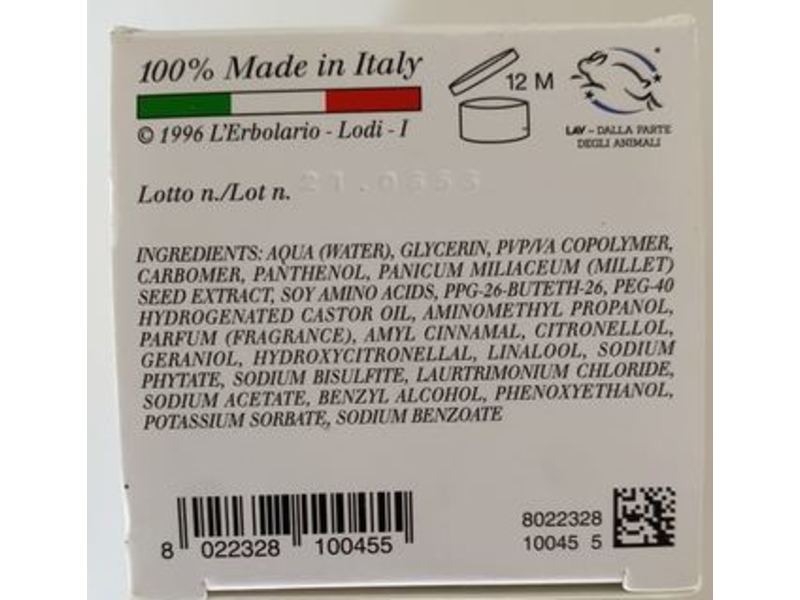 100% Made in Italy
© 1996 L'Erbolario - Lodi - I
12 M
LAV - DALLA PARTE
DEGLI ANIMALI
Lotto n./Lot n.
INGREDIENTS: AQUA (WATER), GLYCERIN, PVP/VA COPOLYMER,
CARBOMER, PANTHENOL, PANICUM MILIACEUM (MILLET)
SEED EXTRACT, SOY AMINO ACIDS, PPG-26-BUTETH-26, PEG-40
HYDROGENATED CASTOR OIL, AMINOMETHYL PROPANOL,
PARFUM (FRAGRANCE), AMYL CINNAMAL, CITRONELLOL,
GERANIOL, HYDROXYCITRONELLAL, LINALOOL, SODIUM
PHYTATE, SODIUM BISULFITE, LAURTRIMONIUM CHLORIDE,
SODIUM ACETATE, BENZYL ALCOHOL, PHENOXYETHANOL,
POTASSIUM SORBATE, SODIUM BENZOATE
8 022328 100455
8022328
10045 5